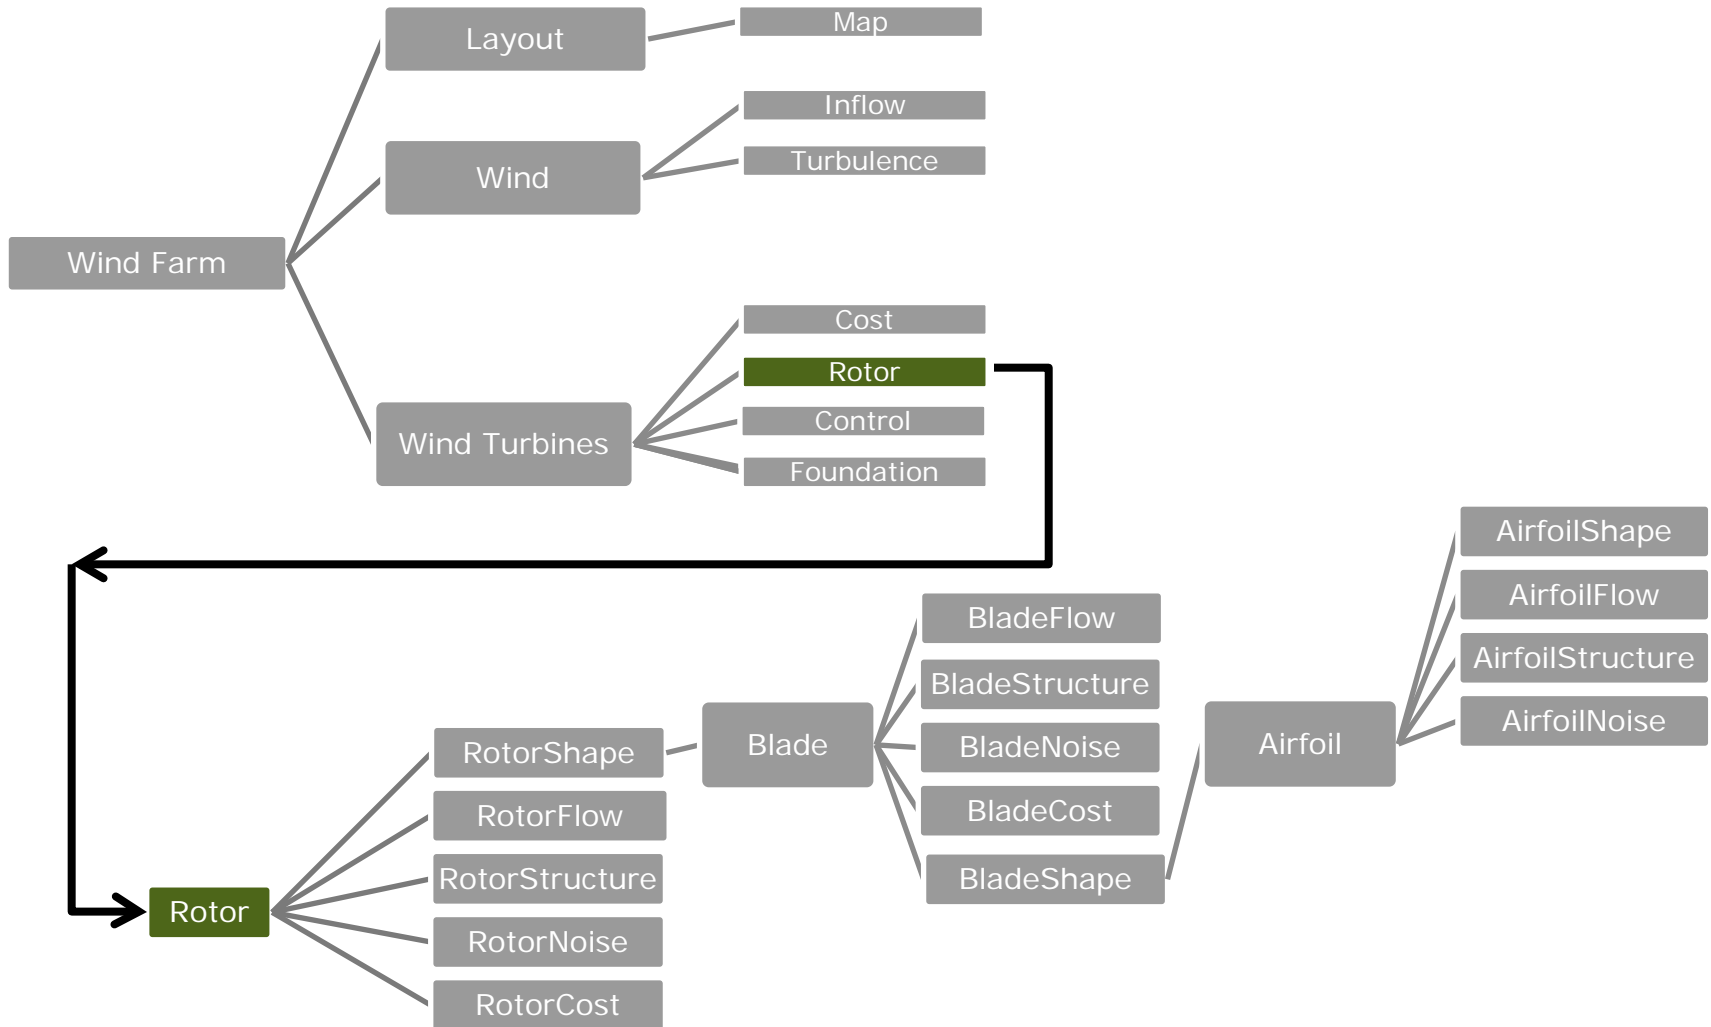 Layout
Map
Inflow
Wind
Turbulence
Wind Farm
Cost
Rotor
Control
Wind Turbines
Foundation
AirfoilShape
AirfoilFlow
BladeFlow
AirfoilStructure
BladeStructure
AirfoilNoise
RotorShape
Blade
BladeNoise
Airfoil
RotorFlow
BladeCost
RotorStructure
BladeShape
Rotor
RotorNoise
RotorCost